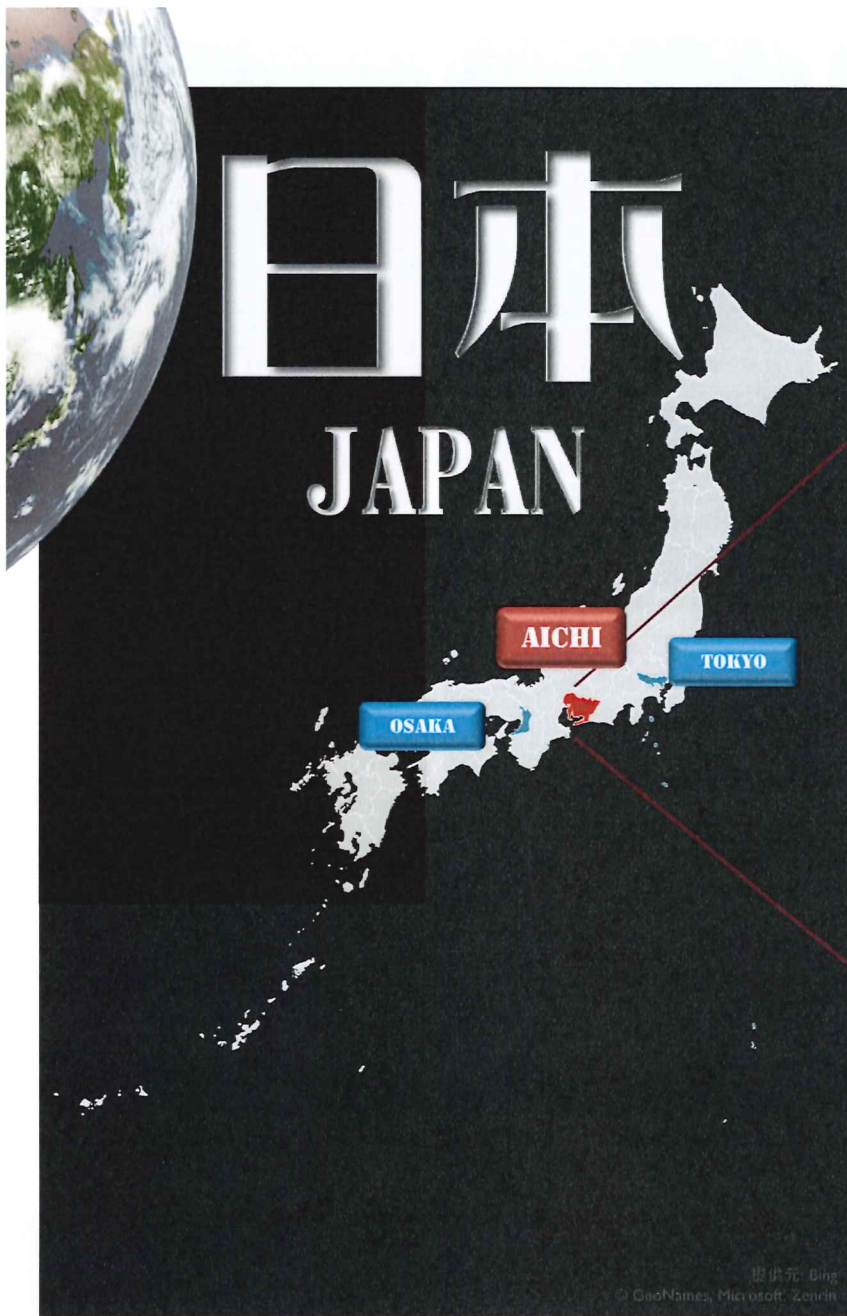 日本
JAPAN
AICHI
TOKYO
OSAKA
提供元: Bing
© GeoNames, Microsoft, Zenrin